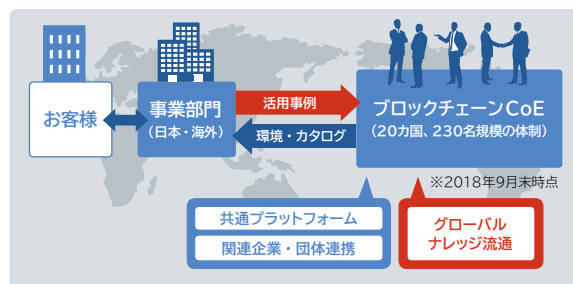 お客様
事業部門
（日本・海外）
活用事例
環境・カタログ
ブロックチェーンCoE
（20カ国、230名規模の体制）
※2018年9月末時点
共通プラットフォーム
関連企業・団体連携
グローバル
ナレッジ流通